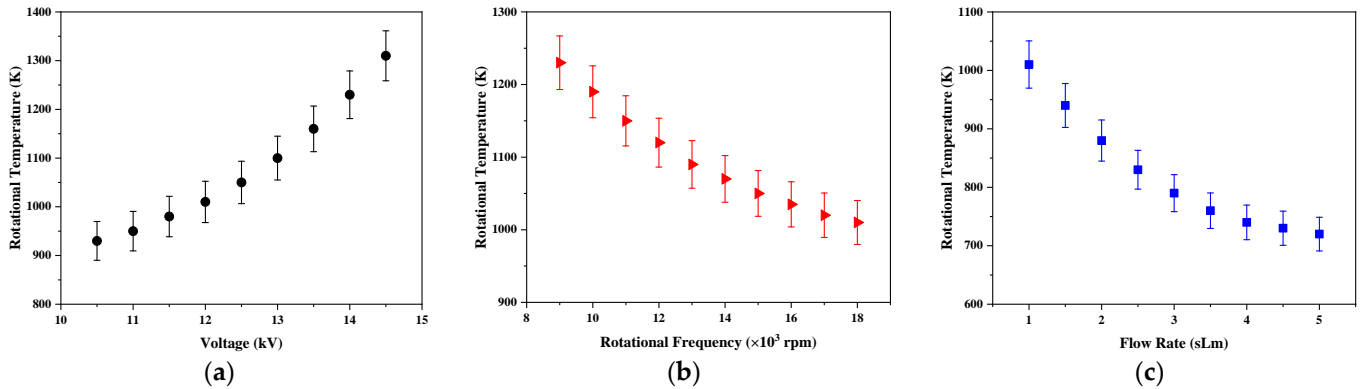 1400
1300
1200
1100
1000
900
800
10 11 12 13 14 15
Rotational Temperature (K)
Voltage (kV)
(a)
1300
1200
1100
1000
900
8 10 12 14 16 18
Rotational Temperature (K)
Rotational Frequency (×10³ rpm)
(b)
1100
1000
900
800
700
600
1 2 3 4 5
Rotational Temperature (K)
Flow Rate (sLm)
(c)